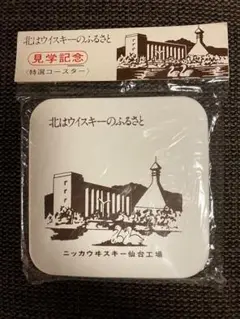 北はウイスキーのふるさと
見学記念
(特選コースター)
北はウイスキーのふるさと
ニッカウヰスキー仙台工場